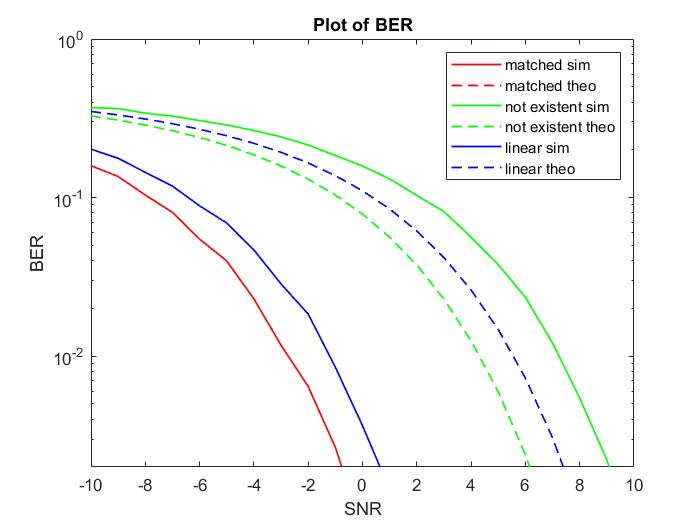 Plot of BER
10^0
10^-1
10^-2
BER
matched sim
matched theo
not existent sim
not existent theo
linear sim
linear theo
-10 -8 -6 -4 -2 0 2 4 6 8 10
SNR